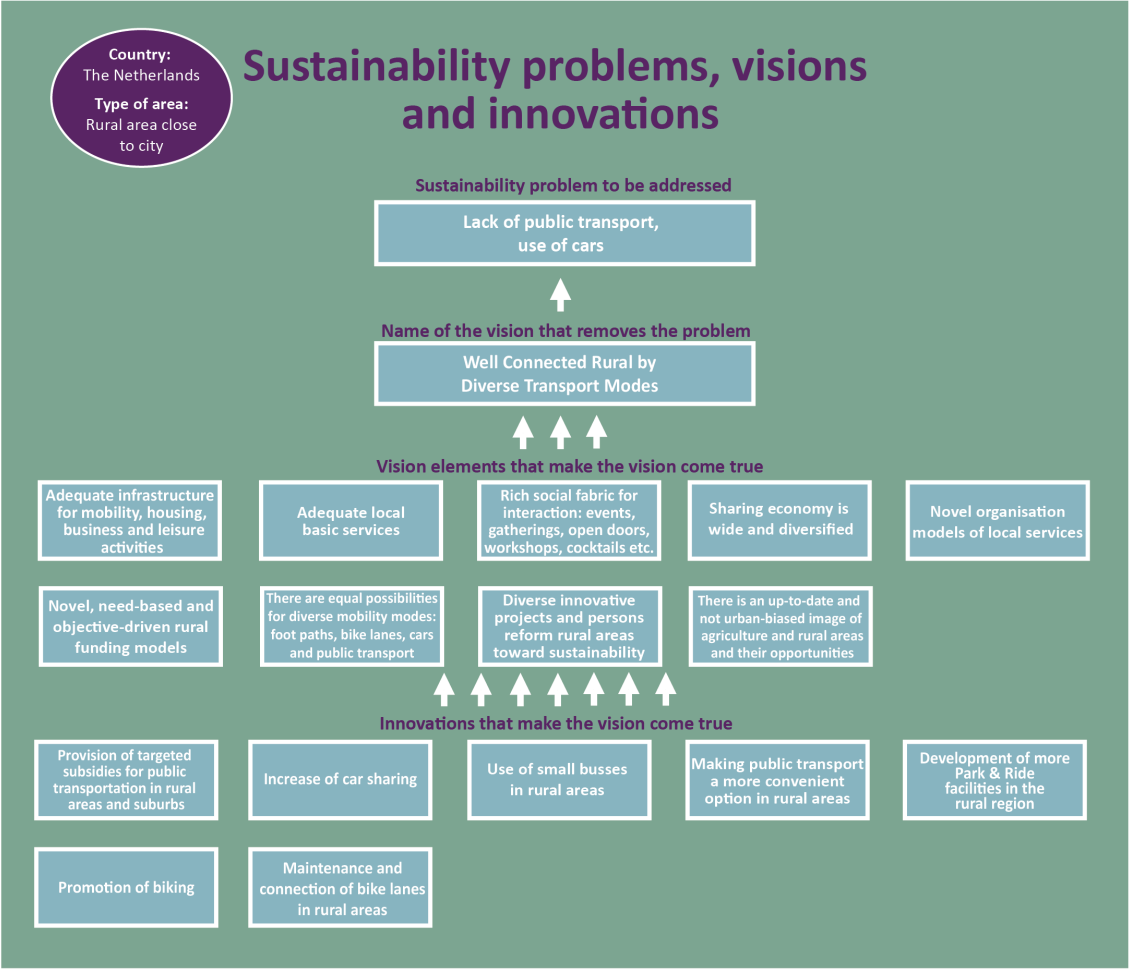 Country:
The Netherlands
Type of area:
Rural area close
to city
Sustainability problems, visions
and innovations
Sustainability problem to be addressed
Lack of public transport,
use of cars
Name of the vision that removes the problem
Well Connected Rural by
Diverse Transport Modes
Vision elements that make the vision come true
Adequate infrastructure
for mobility, housing,
business and leisure
activities
Adequate local
basic services
Rich social fabric for
interaction: events,
gatherings, open doors,
workshops, cocktails etc.
Sharing economy is
wide and diversified
Novel organisation
models of local services
Novel, need-based and
objective-driven rural
funding models
There are equal possibilities
for diverse mobility modes:
foot paths, bike lanes, cars
and public transport
Diverse innovative
projects and persons
reform rural areas
toward sustainability
There is an up-to-date and
not urban-biased image of
agriculture and rural areas
and their opportunities
Innovations that make the vision come true
Provision of targeted
subsidies for public
transportation in rural
areas and suburbs
Increase of car sharing
Use of small busses
in rural areas
Making public transport
a more convenient
option in rural areas
Development of more
Park & Ride
facilities in the
rural region
Promotion of biking
Maintenance and
connection of bike lanes
in rural areas